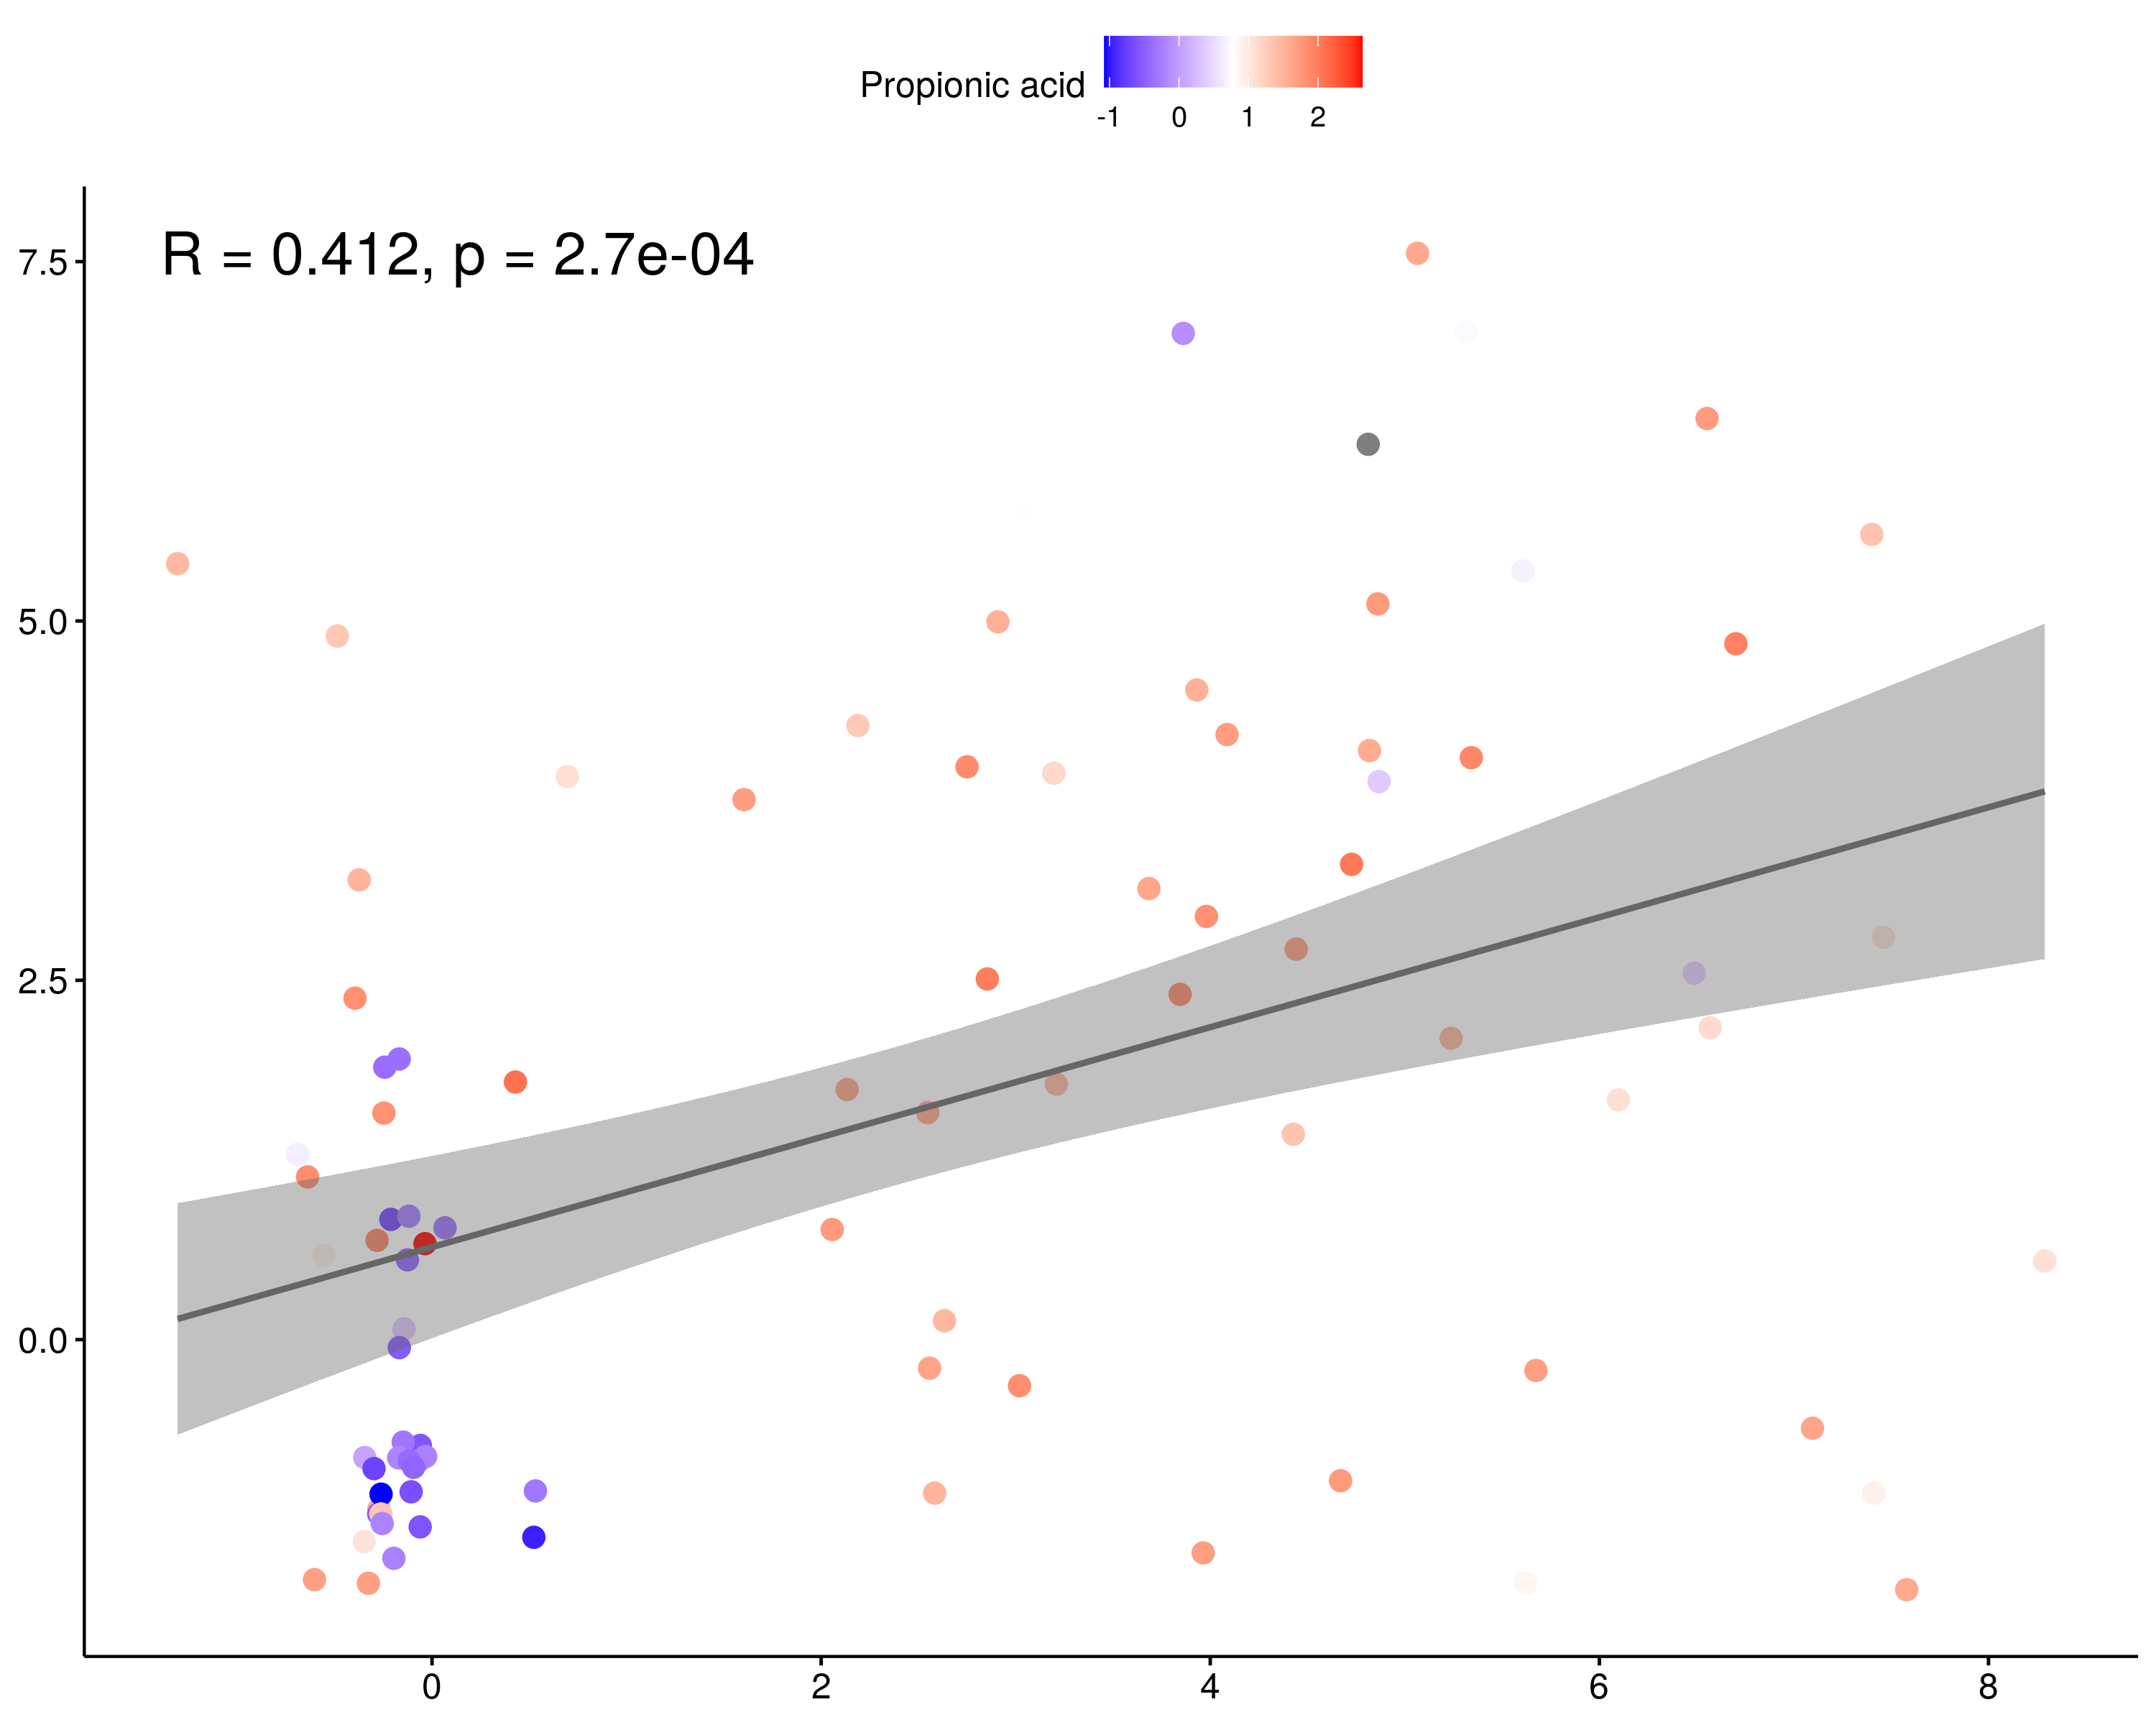 Propionic acid
-1 0 1 2
R = 0.412, p = 2.7e-04
7.5
5.0
2.5
0.0
0 2 4 6 8